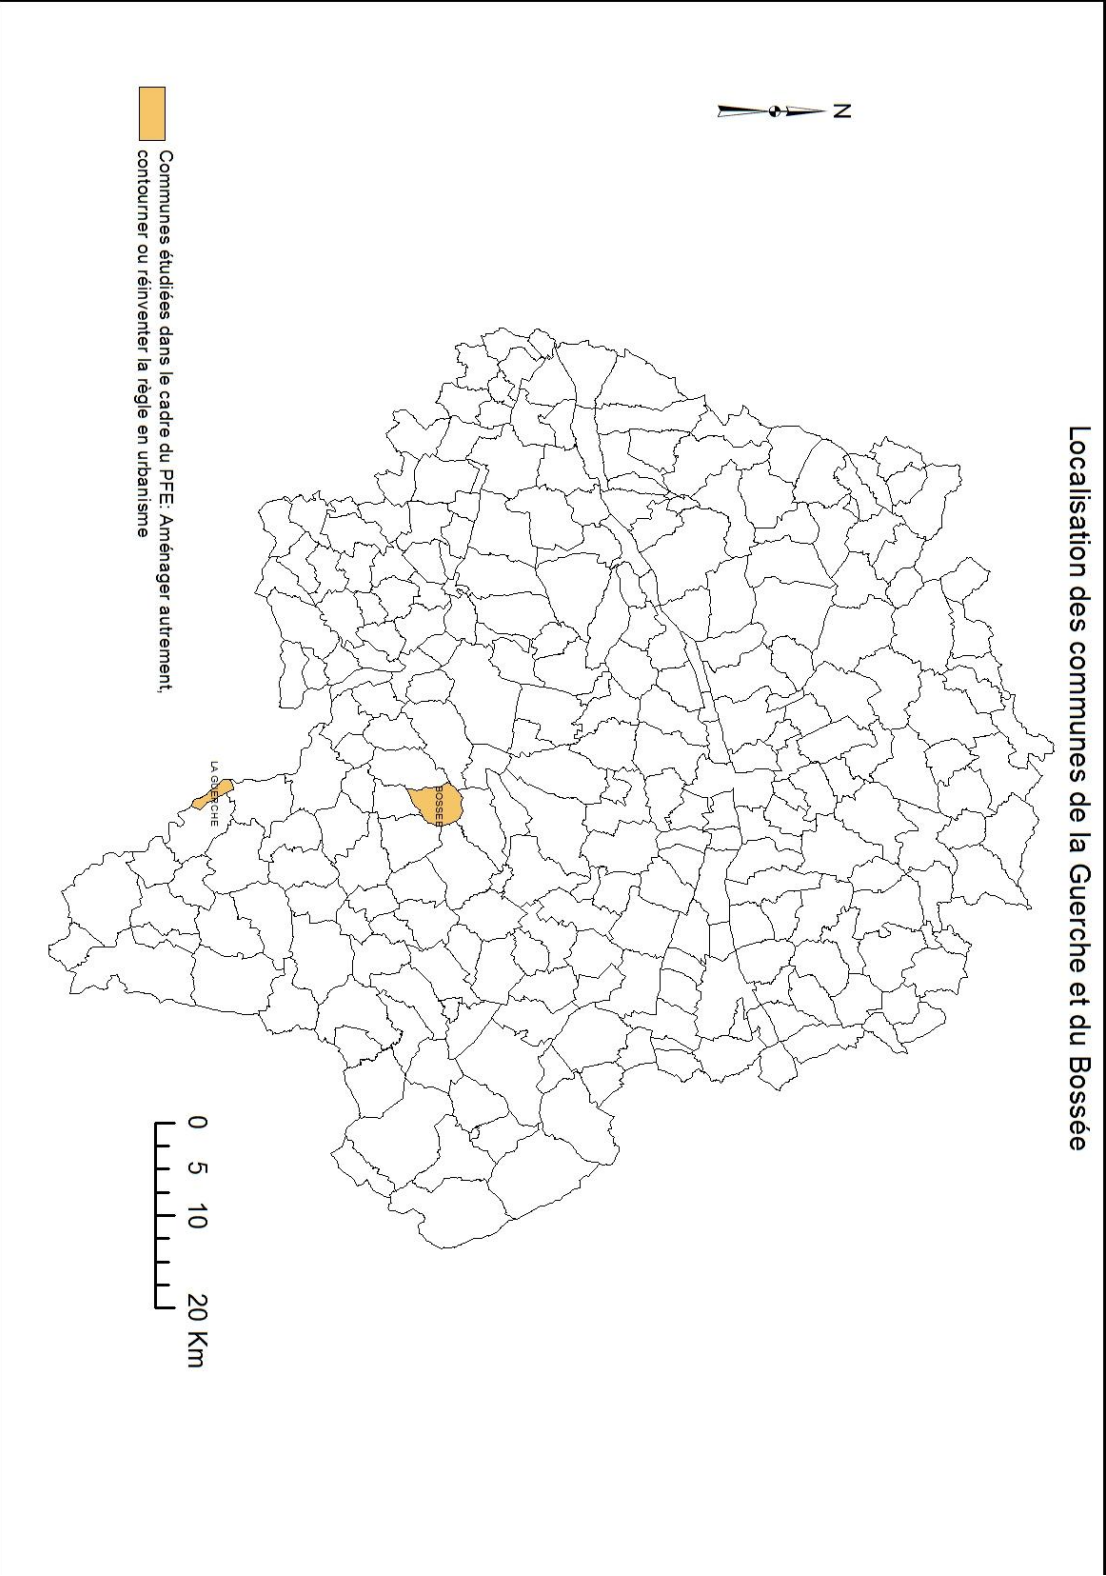 Localisation des communes de la Guerche et du Bossée
N
BOSSEE
LA GUERCHE
Communes étudiées dans le cadre du PFE: Aménager autrement,
contourner ou réinventer la règle en urbanisme
0 5 10 20 Km